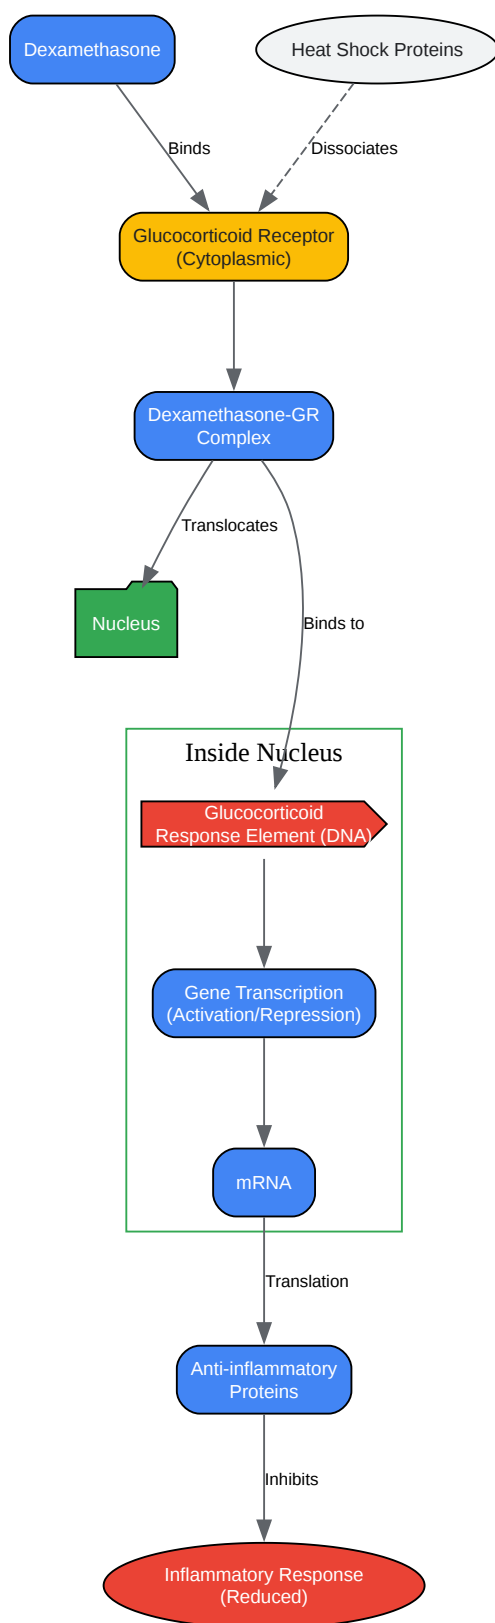 Dexamethasone
Heat Shock Proteins
Binds
Dissociates
Glucocorticoid Receptor
(Cytoplasmic)
Dexamethasone-GR
Complex
Translocates
Nucleus
Binds to
Inside Nucleus
Glucocorticoid
Response Element (DNA)
Gene Transcription
(Activation/Repression)
mRNA
Translation
Anti-inflammatory
Proteins
Inhibits
Inflammatory Response
(Reduced)